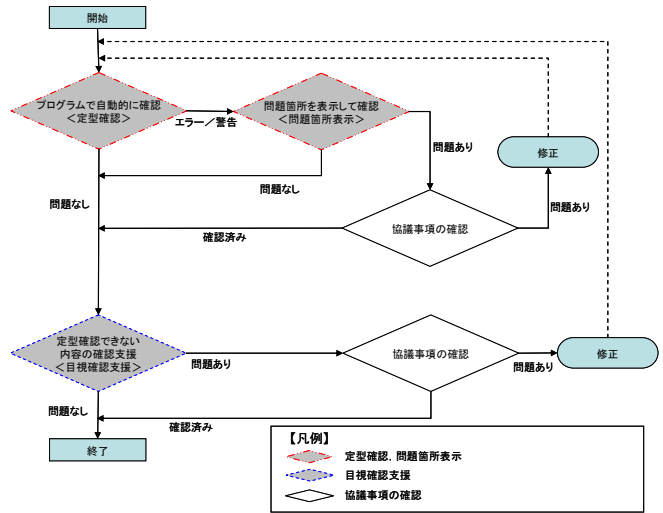 開始
プログラムで自動的に確認
＜定型確認＞
エラー／警告
問題箇所を表示して確認
＜問題箇所表示＞
問題あり
修正
問題なし
問題なし
協議事項の確認
問題あり
確認済み
定型確認できない
内容の確認支援
＜目視確認支援＞
問題あり
協議事項の確認
問題あり
修正
問題なし
確認済み
終了
【凡例】
定型確認，問題箇所表示
目視確認支援
協議事項の確認